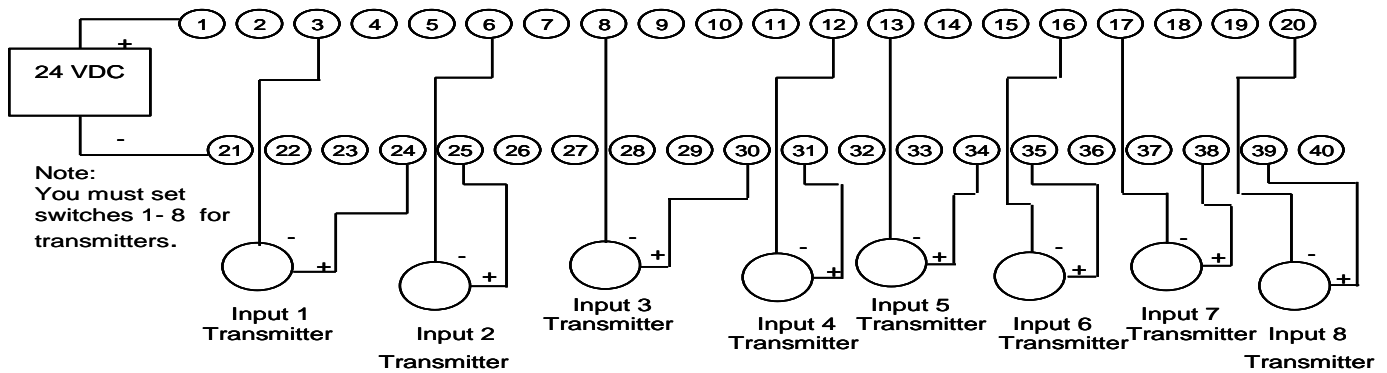 1 2 3 4 5 6 7 8 9 10 11 12 13 14 15 16 17 18 19 20
+
24 VDC
-
21 22 23 24 25 26 27 28 29 30 31 32 33 34 35 36 37 38 39 40
Note:
You must set
switches 1- 8 for
transmitters.
- +
Input 1
Transmitter
- +
Input 2
Transmitter
- +
Input 3
Transmitter
- +
Input 4
Transmitter
- +
Input 5
Transmitter
- +
Input 6
Transmitter
- +
Input 7
Transmitter
- +
Input 8
Transmitter